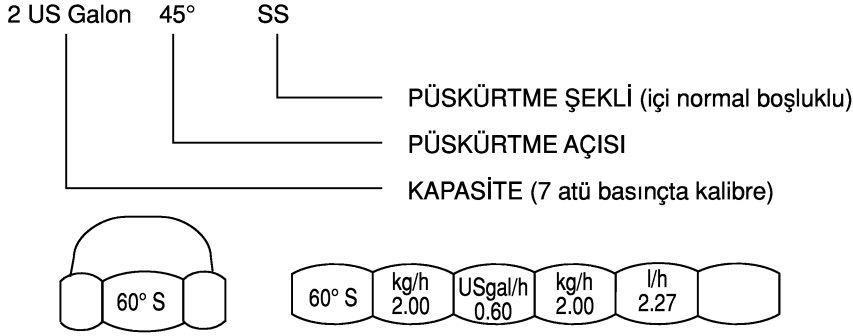 2 US Galon 45° SS
PÜSKÜRTME ŞEKLİ (içi normal boşluklu)
PÜSKÜRTME AÇISI
KAPASİTE (7 atü basınçta kalibre)
60° S
60° S
kg/h
2.00
USgal/h
0.60
kg/h
2.00
l/h
2.27